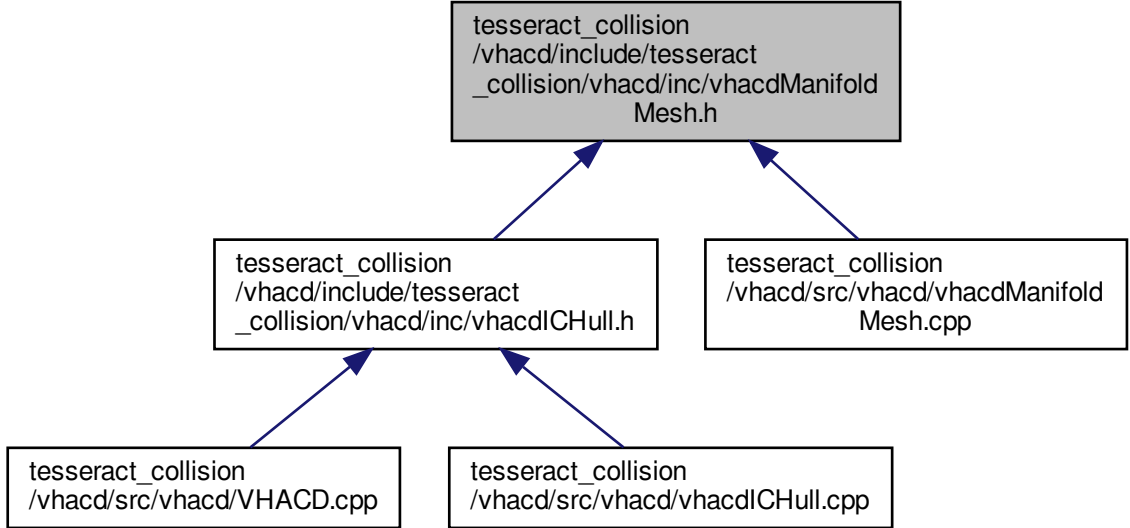 tesseract_collision
/vhacd/include/tesseract
_collision/vhacd/inc/vhacdManifold
Mesh.h
tesseract_collision
/vhacd/include/tesseract
_collision/vhacd/inc/vhacdICHull.h
tesseract_collision
/vhacd/src/vhacd/vhacdManifold
Mesh.cpp
tesseract_collision
/vhacd/src/vhacd/VHACD.cpp
tesseract_collision
/vhacd/src/vhacd/vhacdICHull.cpp